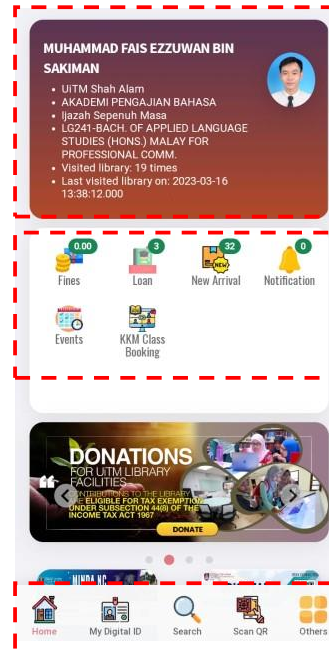 MUHAMMAD FAIS EZZUWAN BIN
SAKIMAN
UiTM Shah Alam
AKADEMI PENGAJIAN BAHASA
Ijazah Sepenuh Masa
LG241-BACH. OF APPLIED LANGUAGE
STUDIES (HONS.) MALAY FOR
PROFESSIONAL COMM.
Visited library: 19 times
Last visited library on: 2023-03-16
13:38:12.000
0.00 3 32 0
NEW
Fines Loan New Arrival Notification
Events KKM Class
Booking
DONATIONS
FOR UiTM LIBRARY
FACILITIES
CONTRIBUTIONS TO THE LIBRARY
ARE ELIGIBLE FOR TAX EXEMPTION
UNDER SUBSECTION 44(6) OF THE
INCOME TAX ACT 1967
DONATE
Home My Digital ID Search Scan QR Others